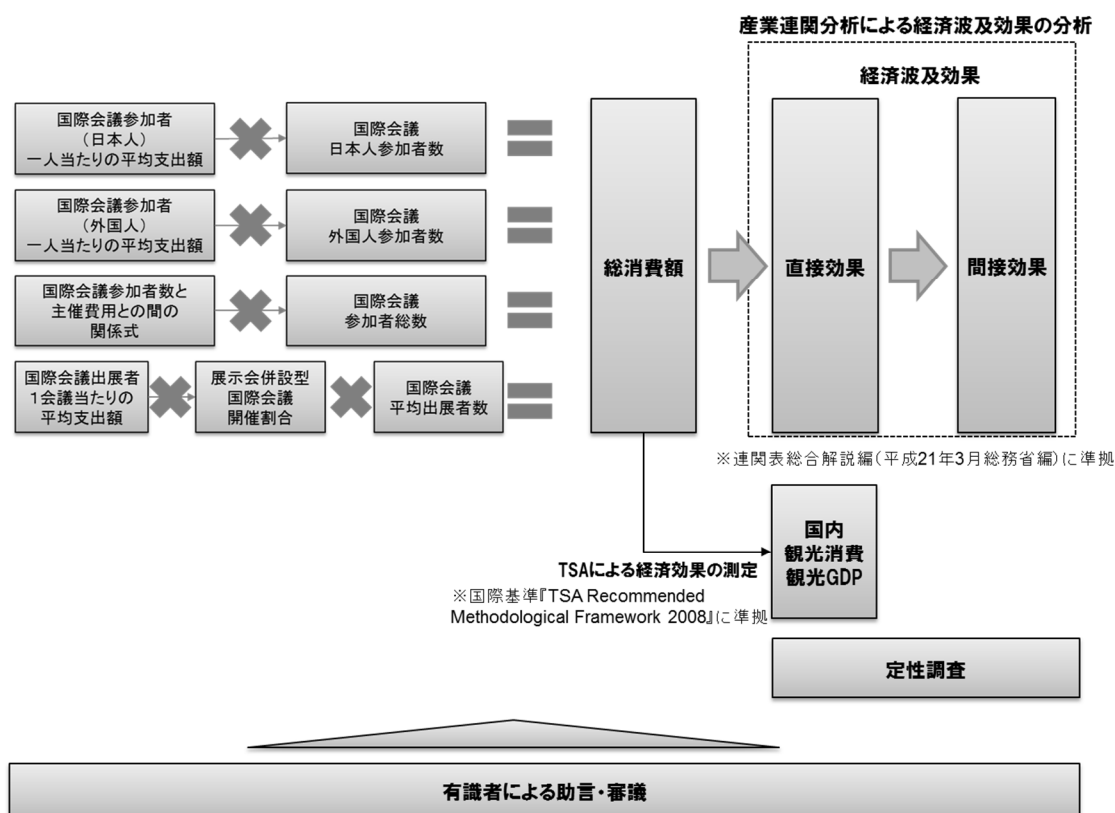 産業連関分析による経済波及効果の分析
経済波及効果
国際会議参加者
（日本人）
一人当たりの平均支出額
国際会議
日本人参加者数
国際会議参加者
（外国人）
一人当たりの平均支出額
国際会議
外国人参加者数
国際会議参加者数と
主催費用との間の
関係式
国際会議
参加者総数
国際会議出展者
１会議当たりの
平均支出額
展示会併設型
国際会議
開催割合
国際会議
平均出展者数
総消費額
直接効果
間接効果
※連関表総合解説編（平成21年3月総務省編）に準拠
国内
観光消費
観光GDP
TSAによる経済効果の測定
※国際基準『TSA Recommended
Methodological Framework 2008』に準拠
定性調査
有識者による助言・審議